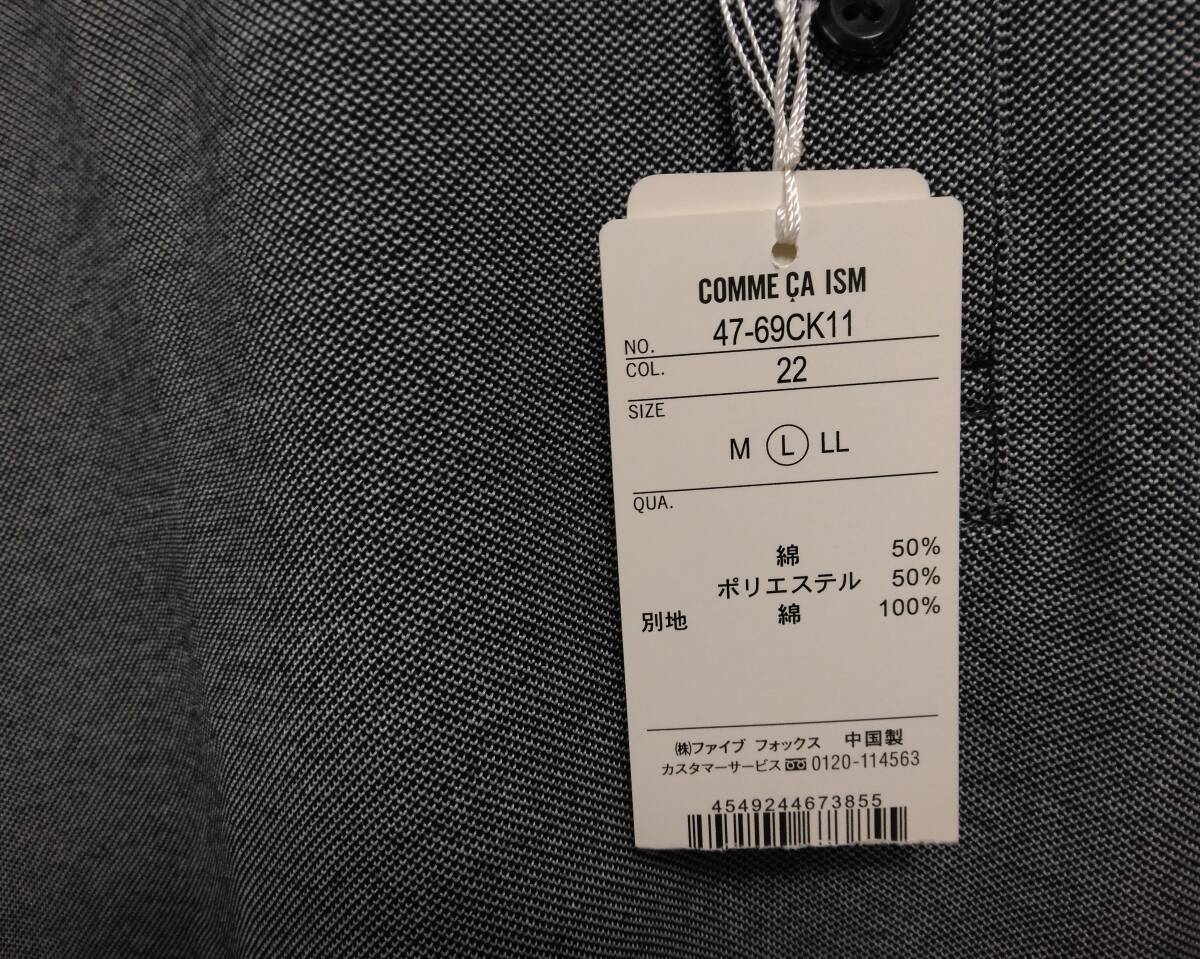 COMME ÇA ISM
NO. 47-69CK11
COL. 22
SIZE
M L LL
QUA.
綿 50%
ポリエステル 50%
別地 綿 100%
㈱ファイブ フォックス 中国製
カスタマーサービス 0120-114563
4549244673855